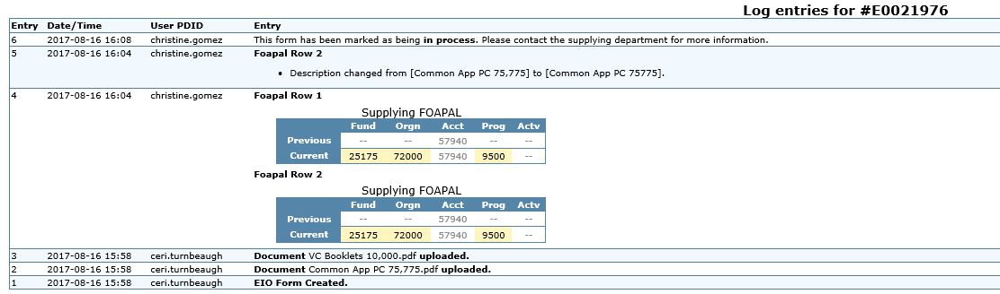 Log entries for #E0021976
Entry Date/Time User PDID Entry
6 2017-08-16 16:08 christine.gomez This form has been marked as being in process. Please contact the supplying department for more information.
5 2017-08-16 16:04 christine.gomez Foapal Row 2
• Description changed from [Common App PC 75,775] to [Common App PC 75775].
4 2017-08-16 16:04 christine.gomez Foapal Row 1
Supplying FOAPAL
Fund Orgn Acct Prog Actv
Previous -- -- 57940 -- --
Current 25175 72000 57940 9500 --
Foapal Row 2
Supplying FOAPAL
Fund Orgn Acct Prog Actv
Previous -- -- 57940 -- --
Current 25175 72000 57940 9500 --
3 2017-08-16 15:58 ceri.turnbeaugh Document VC Booklets 10,000.pdf uploaded.
2 2017-08-16 15:58 ceri.turnbeaugh Document Common App PC 75,775.pdf uploaded.
1 2017-08-16 15:58 ceri.turnbeaugh EIO Form Created.